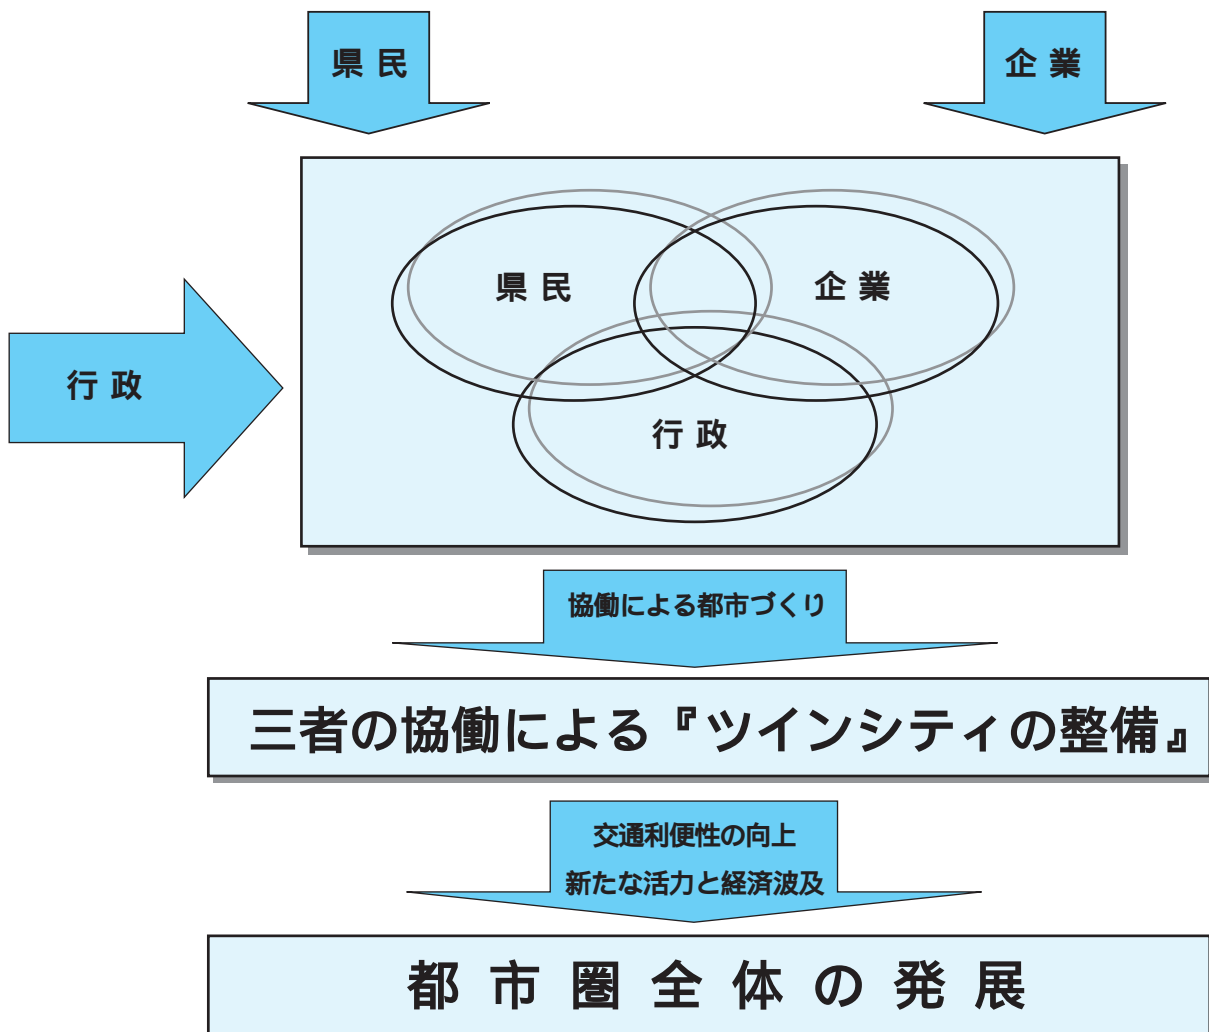 県民
企業
県民
企業
行政
行政
協働による都市づくり
三者の協働による『ツインシティの整備』
交通利便性の向上
新たな活力と経済波及
都市圏全体の発展